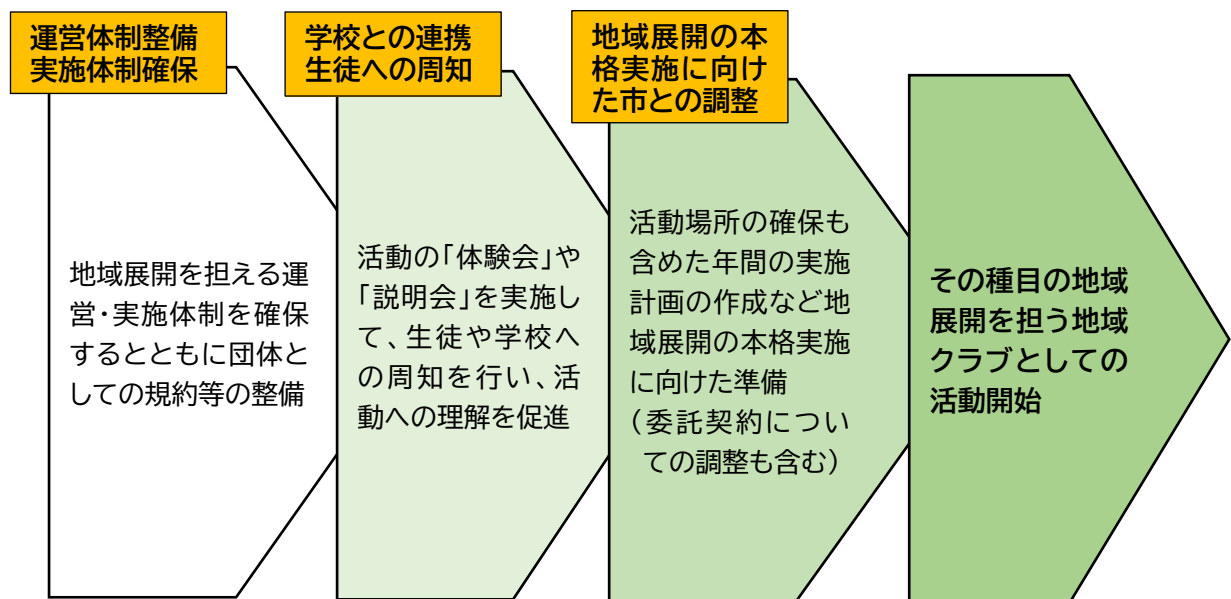 運営体制整備
実施体制確保
地域展開を担える運
営・実施体制を確保
するとともに団体と
しての規約等の整備
学校との連携
生徒への周知
活動の「体験会」や
「説明会」を実施し
て、生徒や学校へ
の周知を行い、活
動への理解を促進
地域展開の本
格実施に向け
た市との調整
活動場所の確保も
含めた年間の実施
計画の作成など地
域展開の本格実施
に向けた準備
（委託契約につい
ての調整も含む）
その種目の地域
展開を担う地域
クラブとしての
活動開始